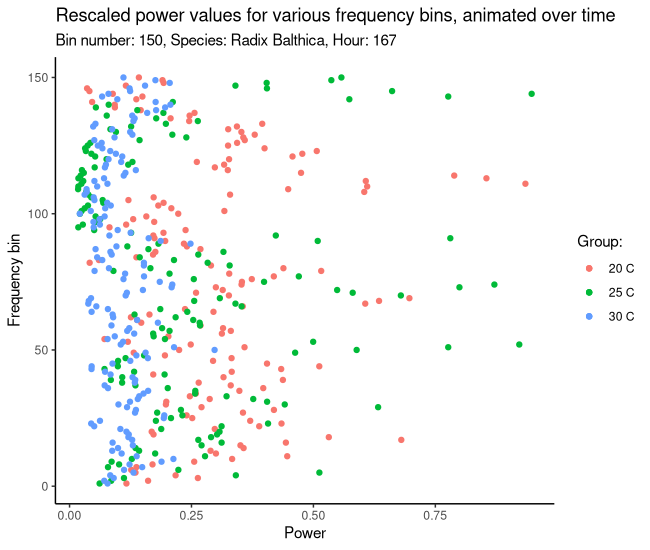 Rescaled power values for various frequency bins, animated over time
Bin number: 150, Species: Radix Balthica, Hour: 167
150
100
50
0
Frequency bin
0.00
0.25
0.50
0.75
Power
Group:
20 C
25 C
30 C